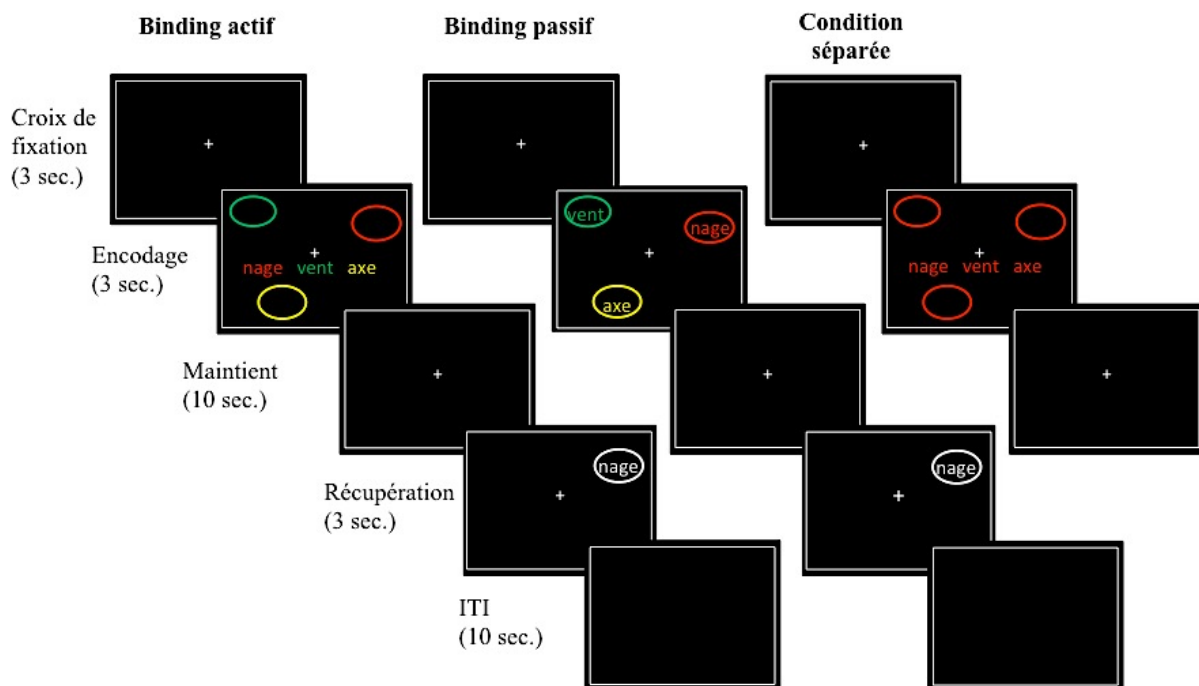 Binding actif
Binding passif
Condition
séparée
Croix de
fixation
(3 sec.)
vent
nage
Encodage
(3 sec.)
nage vent axe
axe
nage vent axe
Maintient
(10 sec.)
nage
nage
Récupération
(3 sec.)
ITI
(10 sec.)